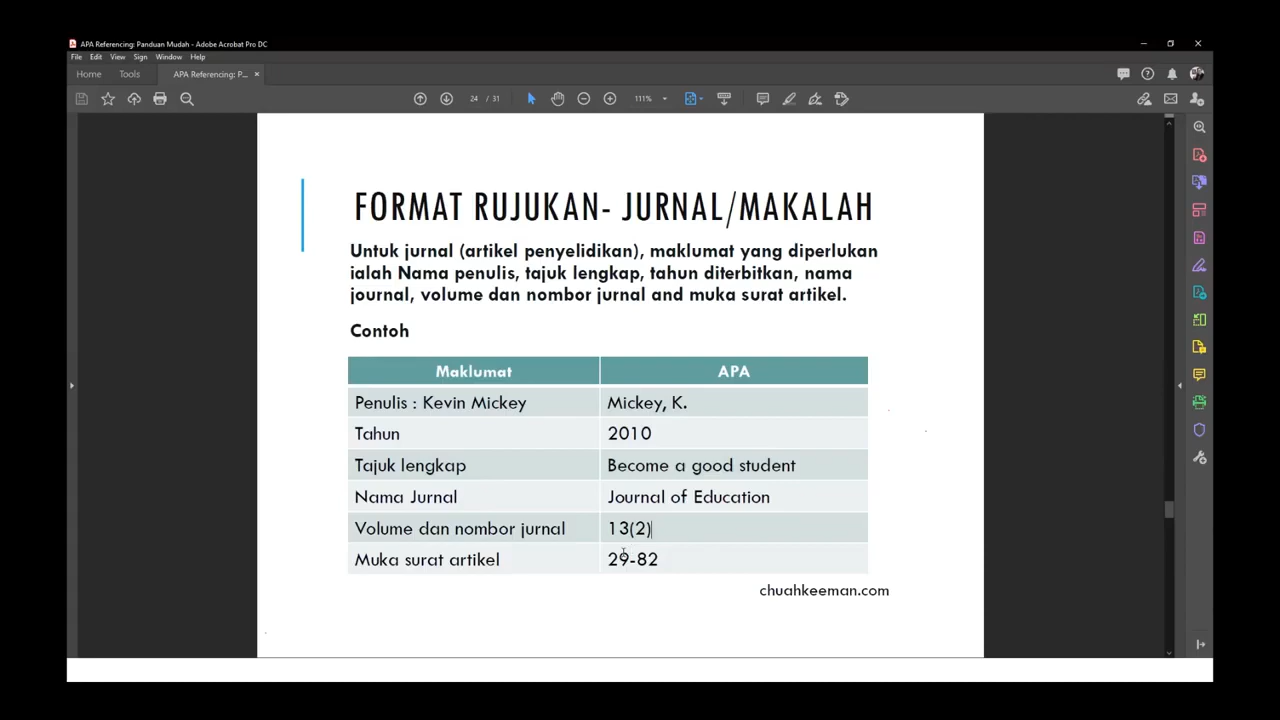 APA Referencing: Panduan Mudah - Adobe Acrobat Pro DC
File Edit View Sign Window Help
Home Tools APA Referencing: P... ×
24 / 31 111%
FORMAT RUJUKAN- JURNAL/MAKALAH
Untuk jurnal (artikel penyelidikan), maklumat yang diperlukan
ialah Nama penulis, tajuk lengkap, tahun diterbitkan, nama
journal, volume dan nombor jurnal and muka surat artikel.
Contoh
Maklumat APA
Penulis : Kevin Mickey Mickey, K.
Tahun 2010
Tajuk lengkap Become a good student
Nama Jurnal Journal of Education
Volume dan nombor jurnal 13(2)
Muka surat artikel 29-82
chuahkeeman.com